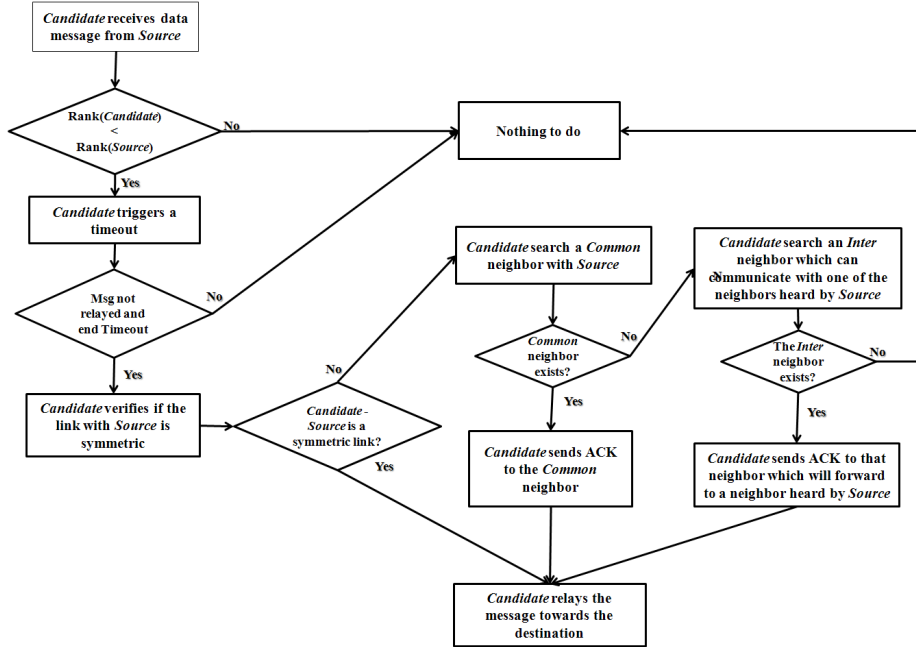 Candidate receives data
message from Source
Rank(Candidate)
<
Rank(Source)
No
Nothing to do
Yes
Candidate triggers a
timeout
Msg not
relayed and
end Timeout
No
Yes
Candidate verifies if the
link with Source is
symmetric
Candidate -
Source is a
symmetric link?
No
Yes
Candidate search a Common
neighbor with Source
Common
neighbor
exists?
No
Yes
Candidate sends ACK
to the Common
neighbor
Candidate search an Inter
neighbor which can
No
communicate with one of the
neighbors heard by Source
The Inter
neighbor
exists?
No
Yes
Candidate sends ACK to that
neighbor which will forward
to a neighbor heard by Source
Candidate relays the
message towards the
destination